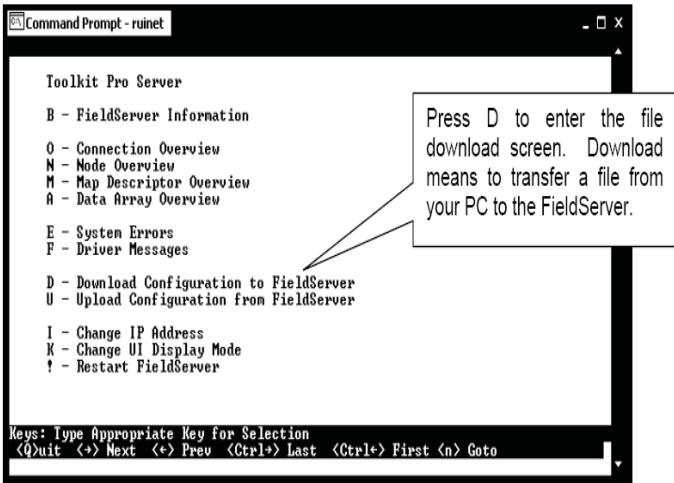 Command Prompt - ruinet
Toolkit Pro Server
B - FieldServer Information
O - Connection Overview
N - Node Overview
M - Map Descriptor Overview
A - Data Array Overview
E - System Errors
F - Driver Messages
D - Download Configuration to FieldServer
U - Upload Configuration from FieldServer
I - Change IP Address
K - Change UI Display Mode
! - Restart FieldServer
Press D to enter the file
download screen. Download
means to transfer a file from
your PC to the FieldServer.
Keys: Type Appropriate Key for Selection
<Q>uit <→> Next <←> Prev <Ctrl→> Last <Ctrl←> First <n> Goto